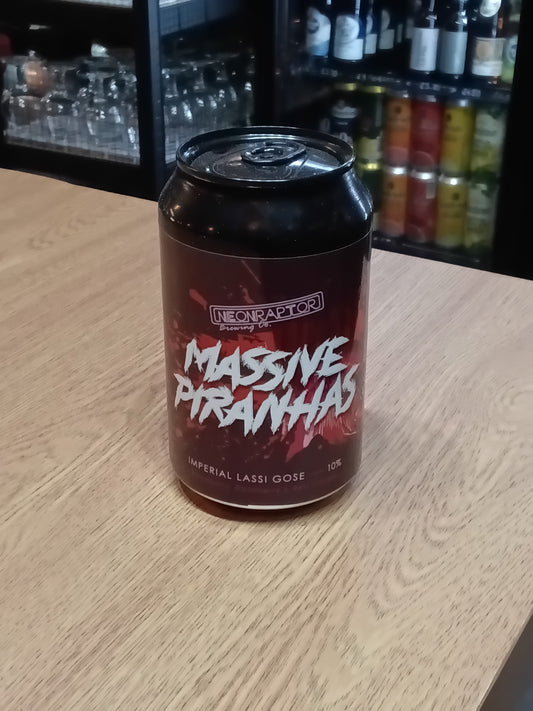 NEONRAPTOR
Brewing Co.
MASSIVE
PIRANHAS
IMPERIAL LASSI GOSE 10%